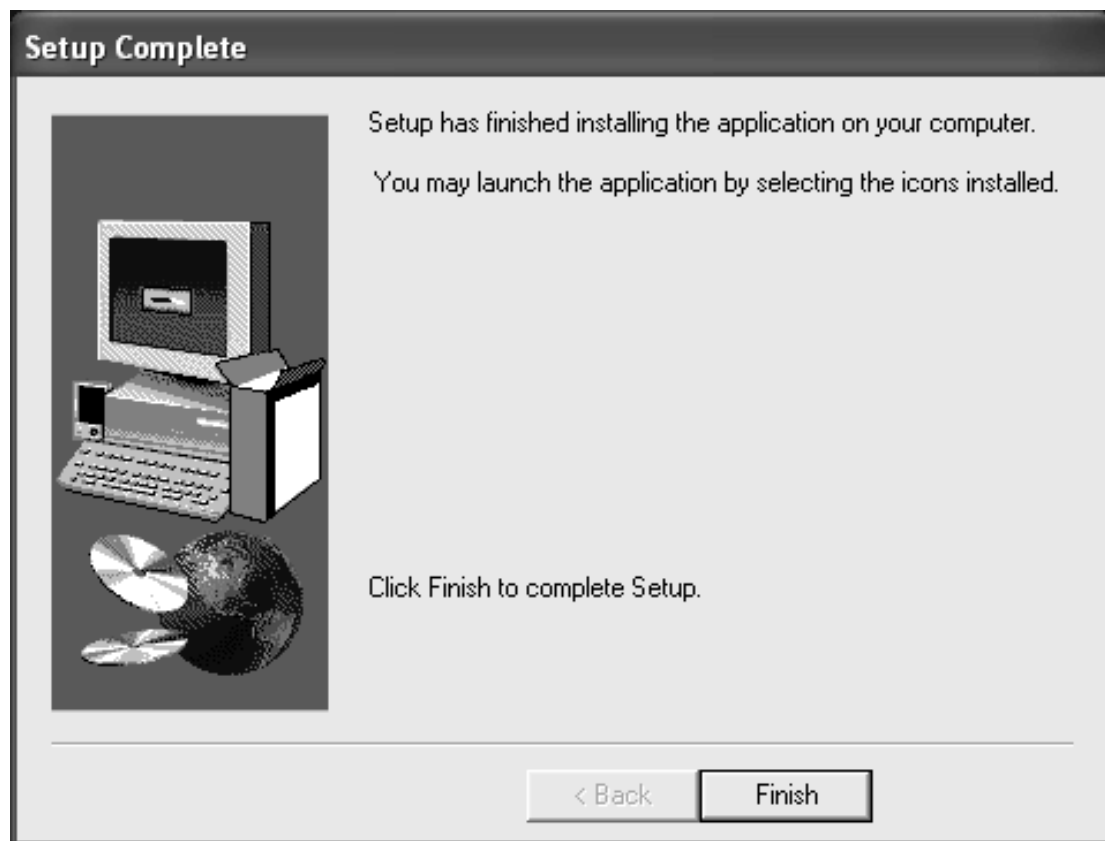 Setup Complete
Setup has finished installing the application on your computer.
You may launch the application by selecting the icons installed.
Click Finish to complete Setup.
< Back
Finish